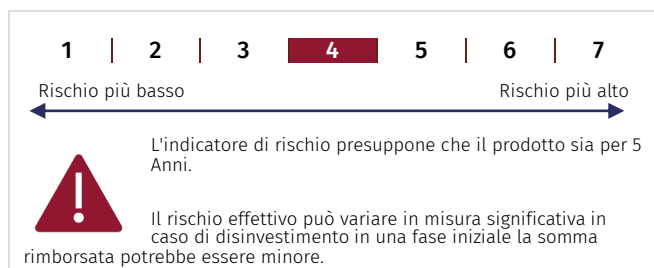 1 | 2 | 3 | 4 | 5 | 6 | 7
Rischio più basso Rischio più alto
L'indicatore di rischio presuppone che il prodotto sia per 5
Anni.
Il rischio effettivo può variare in misura significativa in
caso di disinvestimento in una fase iniziale la somma
rimborsata potrebbe essere minore.